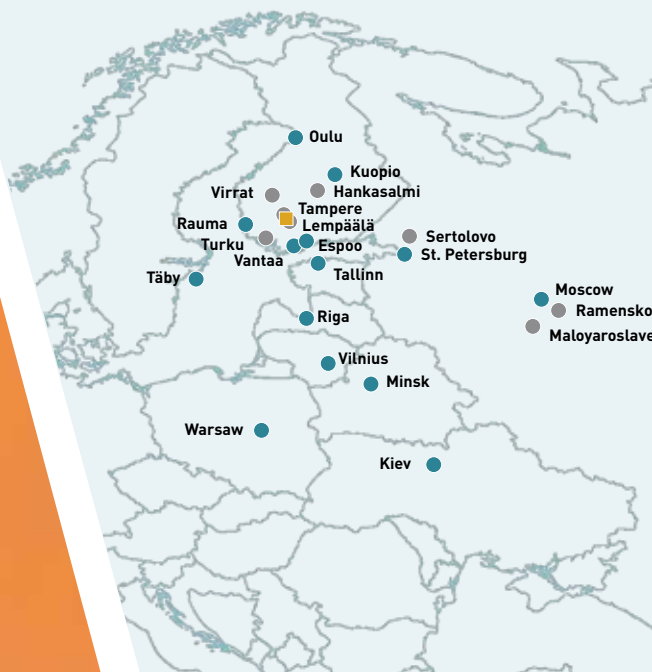 Oulu
Kuopio
Virrat
Hankasalmi
Tampere
Rauma
Lempäälä
Turku
Espoo
Sertolovo
Vantaa
St. Petersburg
Täby
Tallinn
Moscow
Ramensko
Riga
Maloyaroslave
Vilnius
Minsk
Warsaw
Kiev